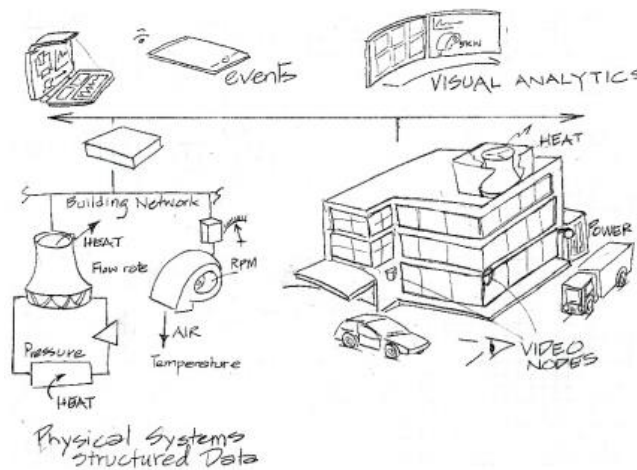 events
5KW
VISUAL ANALYTICS
HEAT
Building Network
HEAT
Flow rate
RPM
POWER
AIR
Pressure
Temperature
VIDEO
NODES
HEAT
Physical Systems
Structured Data